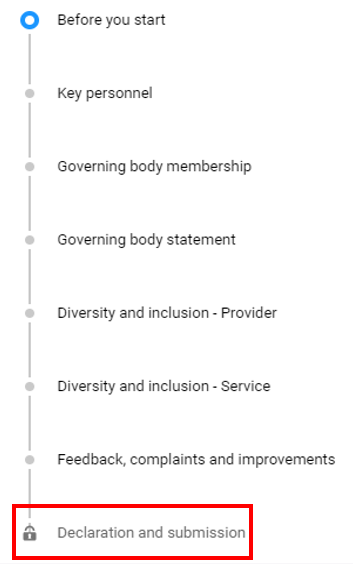 Before you start
Key personnel
Governing body membership
Governing body statement
Diversity and inclusion - Provider
Diversity and inclusion - Service
Feedback, complaints and improvements
Declaration and submission